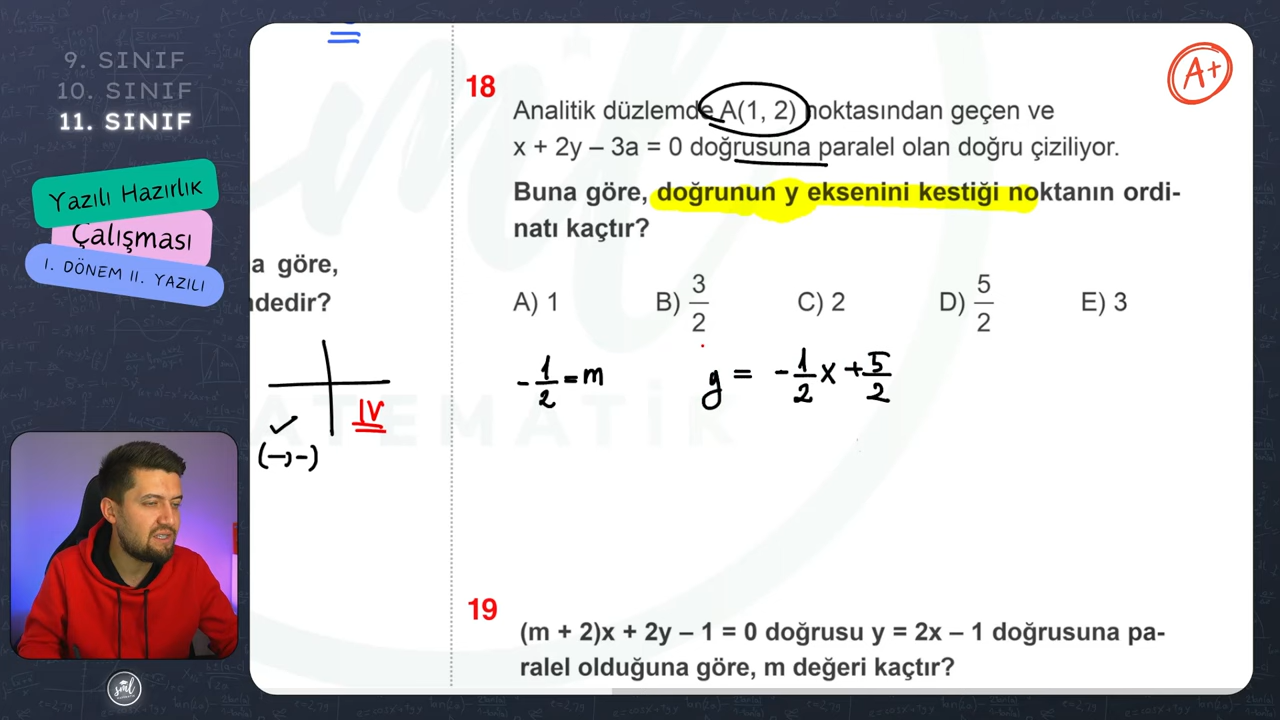 9. SINIF
10. SINIF
11. SINIF
Yazılı Hazırlık
Çalışması
I. DÖNEM II. YAZILI
a göre,
dedir?
IV
(-,-)
A+
18
Analitik düzlemde A(1, 2) noktasından geçen ve
x + 2y – 3a = 0 doğrusuna paralel olan doğru çiziliyor.
Buna göre, doğrunun y eksenini kestiği noktanın ordi-
natı kaçtır?
A) 1 B) 3/2 C) 2 D) 5/2 E) 3
-1/2 = m y = -1/2 x + 5/2
ATEMATİK
19
(m + 2)x + 2y – 1 = 0 doğrusu y = 2x – 1 doğrusuna pa-
ralel olduğuna göre, m değeri kaçtır?
sml